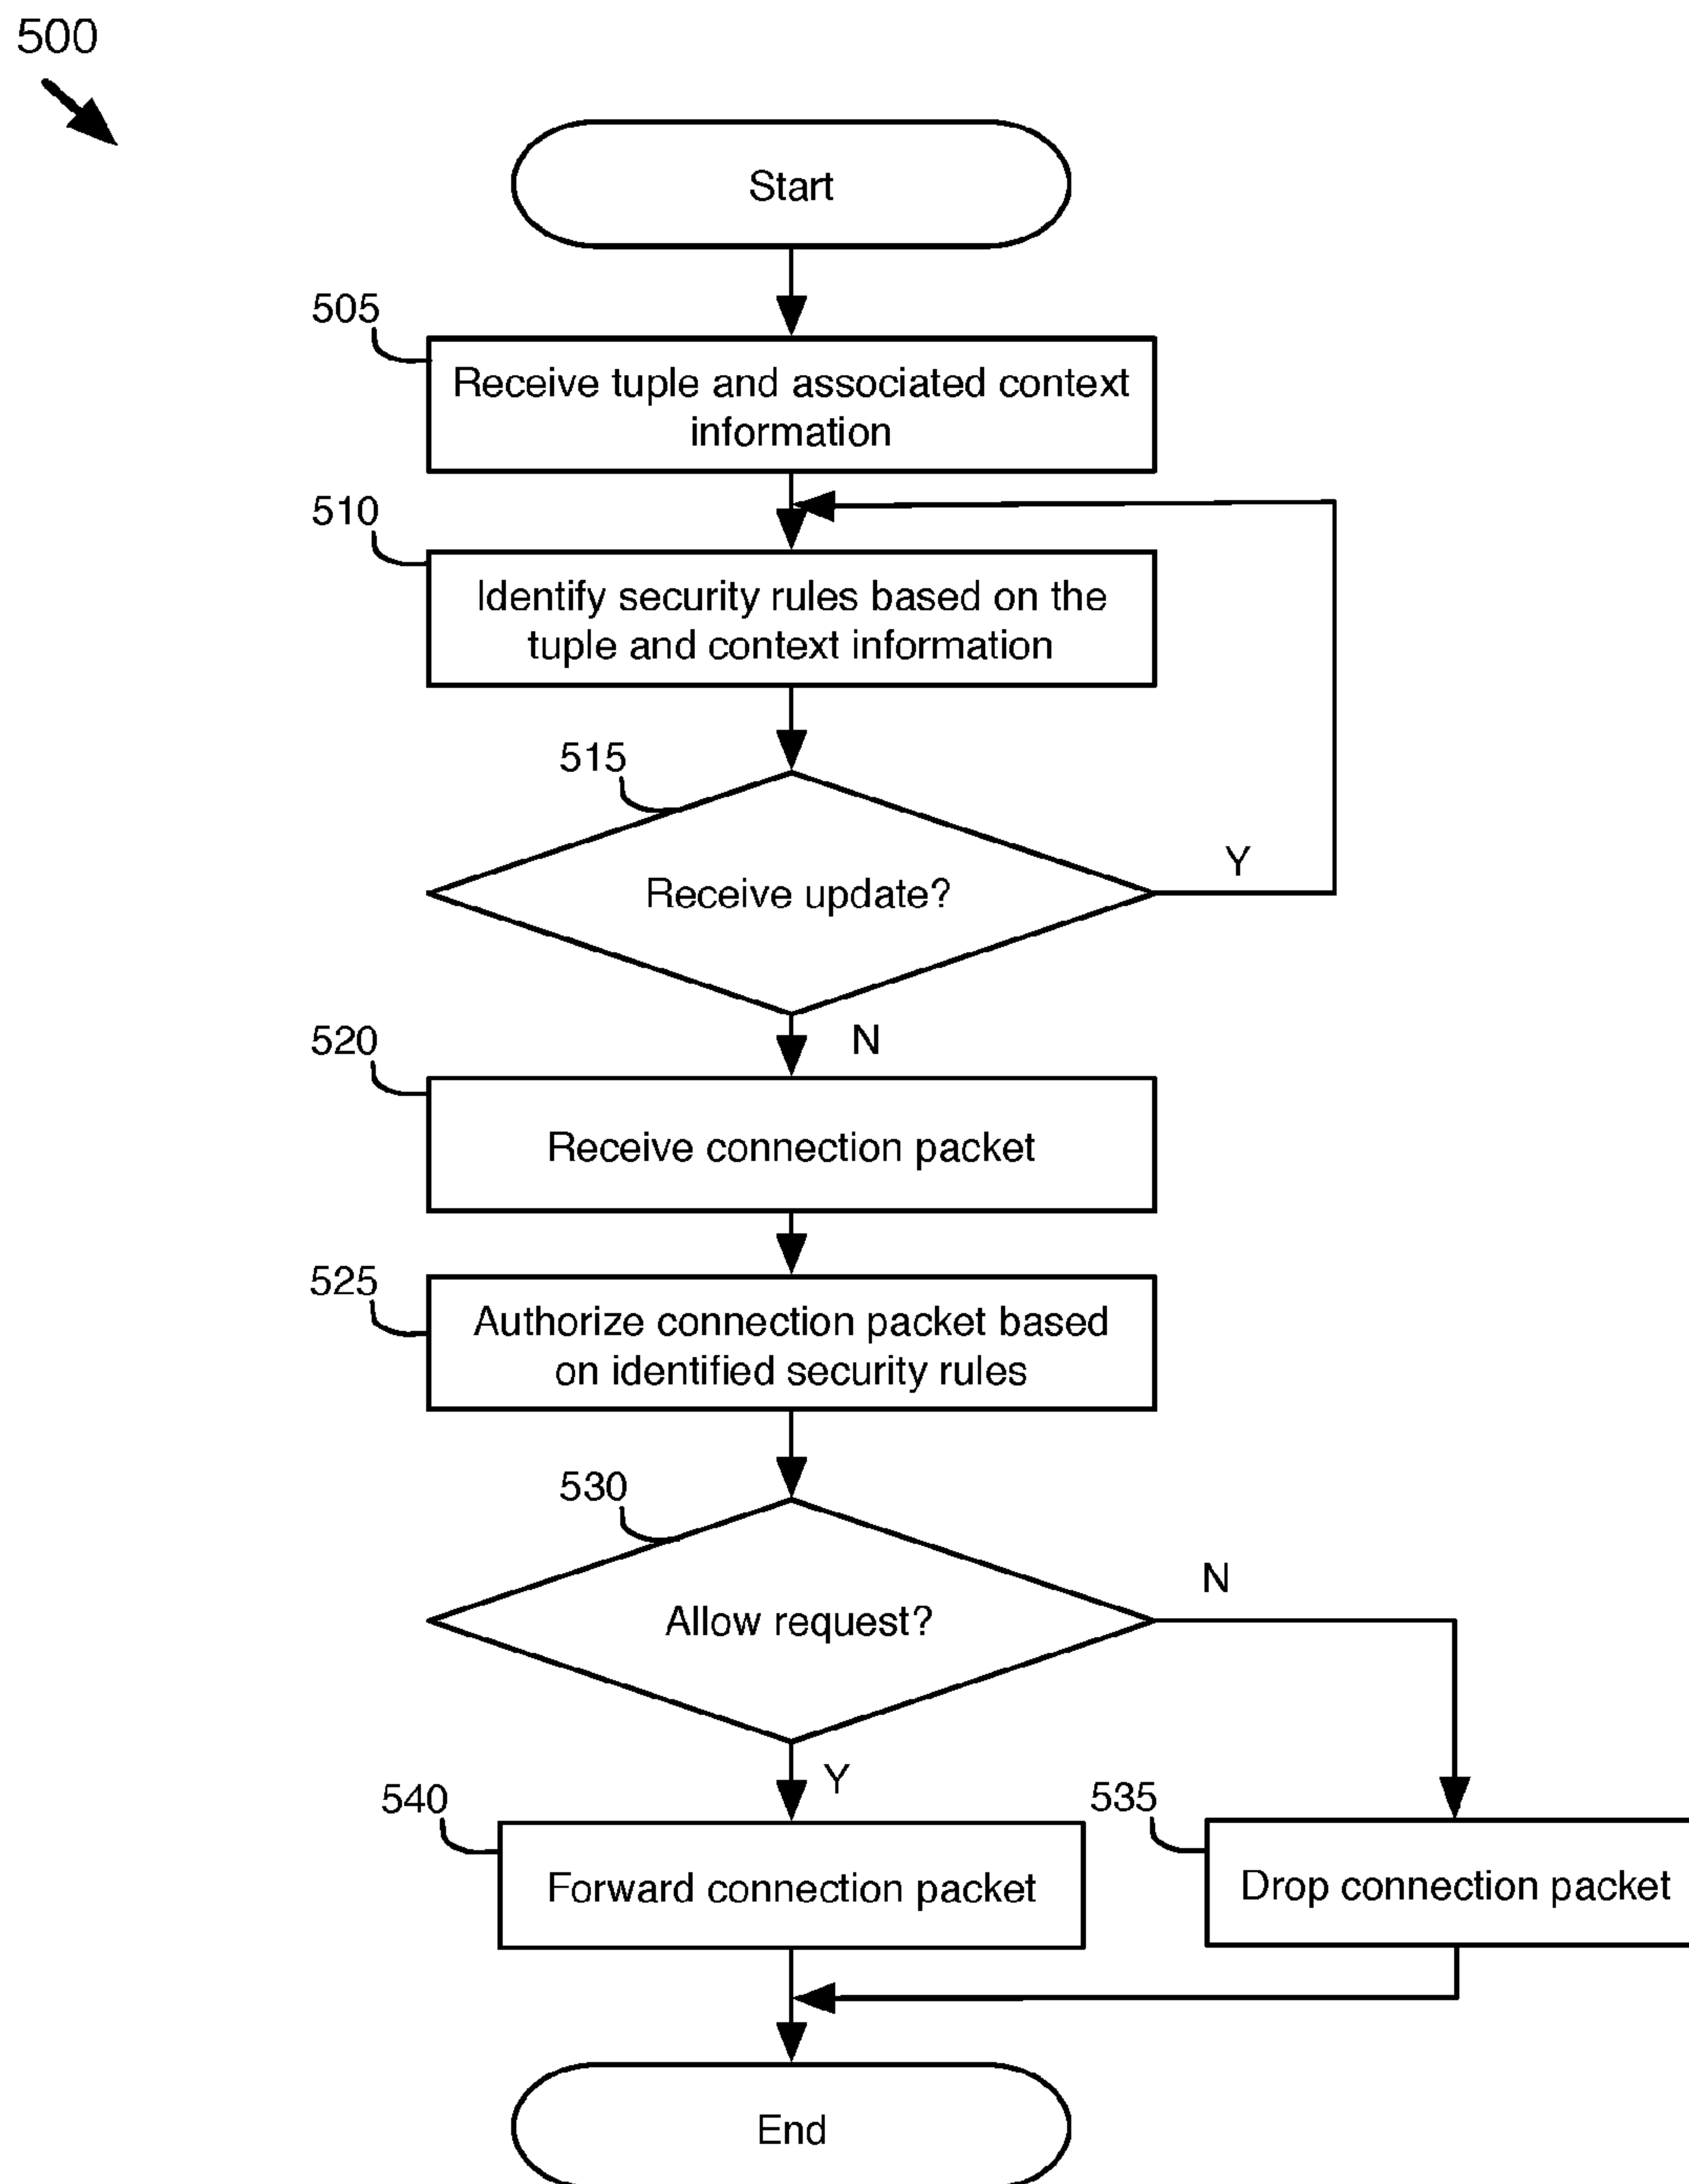 500
Start
505
Receive tuple and associated context
information
510
Identify security rules based on the
tuple and context information
515
Receive update?
Y
N
520
Receive connection packet
525
Authorize connection packet based
on identified security rules
530
Allow request?
N
Y
540
Forward connection packet
535
Drop connection packet
End